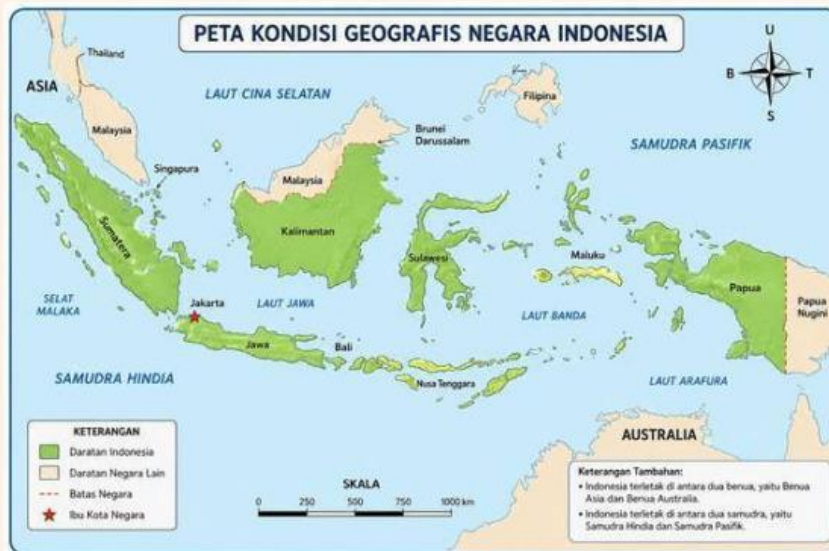 PETA KONDISI GEOGRAFIS NEGARA INDONESIA
U
B
T
S
Thailand
ASIA
LAUT CINA SELATAN
Filipina
Malaysia
Brunei
Darussalam
SAMUDRA PASIFIK
Singapura
Malaysia
Sumatera
Kalimantan
Sulawesi
Maluku
Papua
Papua
Nugini
SELAT
MALAKA
Jakarta
LAUT JAWA
LAUT BANDA
Jawa
Bali
Nusa Tenggara
SAMUDRA HINDIA
LAUT ARAFURA
AUSTRALIA
KETERANGAN
Daratan Indonesia
Daratan Negara Lain
Batas Negara
Ibu Kota Negara
SKALA
0 250 500 750 1000 km
Keterangan Tambahan:
• Indonesia terletak di antara dua benua, yaitu Benua
Asia dan Benua Australia.
• Indonesia terletak di antara dua samudra, yaitu
Samudra Hindia dan Samudra Pasifik.